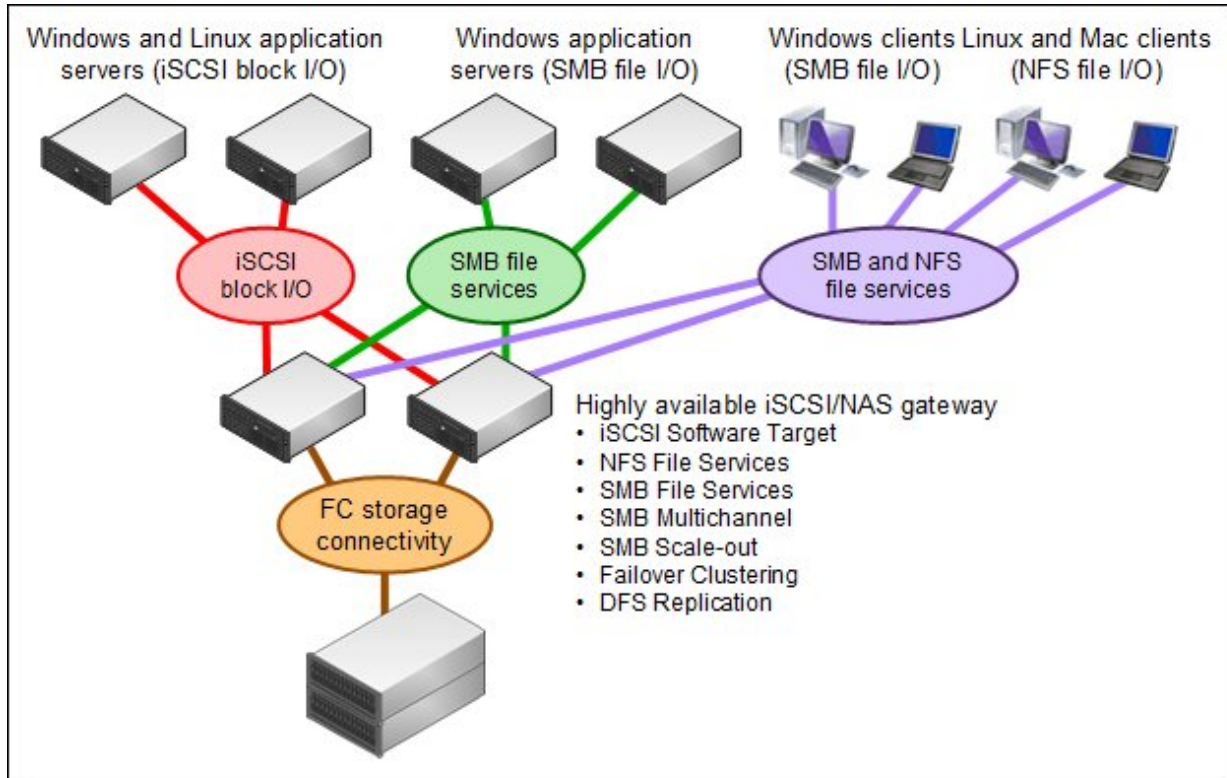 Windows and Linux application
servers (iSCSI block I/O)
Windows application
servers (SMB file I/O)
Windows clients
(SMB file I/O)
Linux and Mac clients
(NFS file I/O)
iSCSI
block I/O
SMB file
services
SMB and NFS
file services
Highly available iSCSI/NAS gateway
• iSCSI Software Target
• NFS File Services
• SMB File Services
• SMB Multichannel
• SMB Scale-out
• Failover Clustering
• DFS Replication
FC storage
connectivity